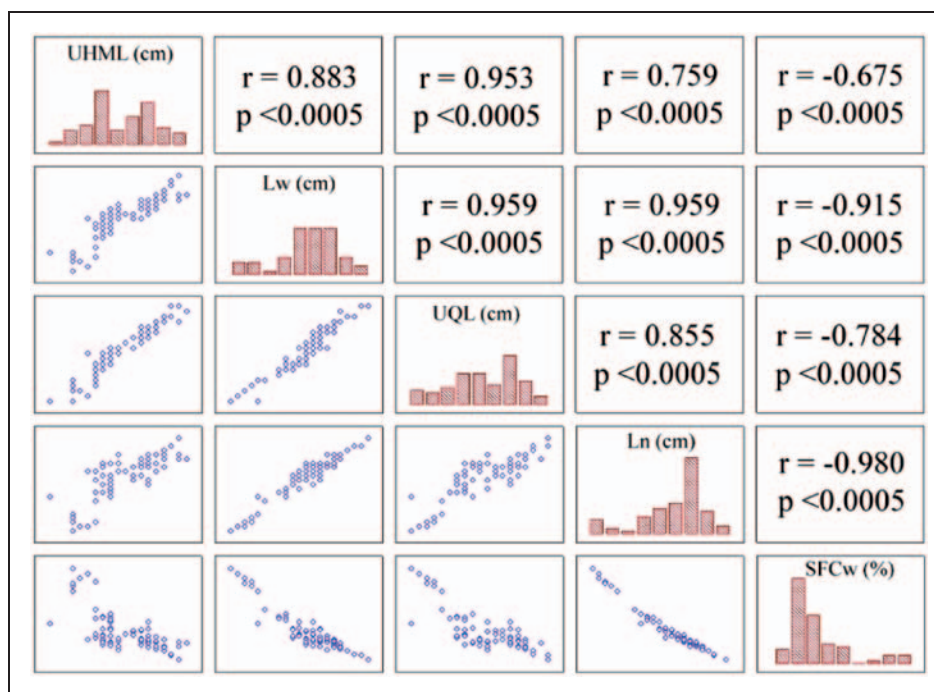 UHML (cm)
r = 0.883
p <0.0005
r = 0.953
p <0.0005
r = 0.759
p <0.0005
r = -0.675
p <0.0005
Lw (cm)
r = 0.959
p <0.0005
r = 0.959
p <0.0005
r = -0.915
p <0.0005
UQL (cm)
r = 0.855
p <0.0005
r = -0.784
p <0.0005
Ln (cm)
r = -0.980
p <0.0005
SFCw (%)